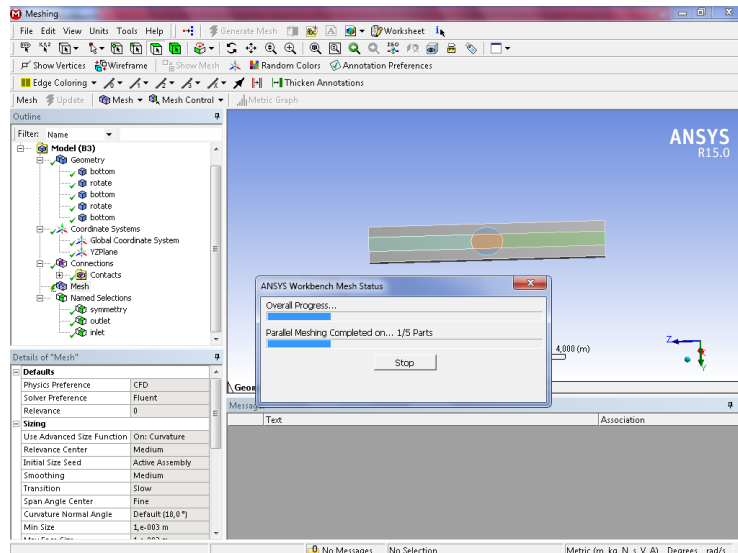 Meshing
File Edit View Units Tools Help Generate Mesh A Worksheet
Show Vertices Wireframe Show Mesh Random Colors Annotation Preferences
Edge Coloring Thicken Annotations
Mesh Update Mesh Mesh Control Metric Graph
Outline
Filter: Name
Model (B3)
Geometry
bottom
rotate
bottom
rotate
bottom
Coordinate Systems
Global Coordinate System
YZPlane
Connections
Contacts
Mesh
Named Selections
symmettry
outlet
inlet
ANSYS
R15.0
ANSYS Workbench Mesh Status
Overall Progress...
Parallel Meshing Completed on... 1/5 Parts
Stop
4,000 (m)
Z
Y
Details of "Mesh"
Defaults
Physics Preference CFD
Solver Preference Fluent
Relevance 0
Sizing
Use Advanced Size Function On: Curvature
Relevance Center Medium
Initial Size Seed Active Assembly
Smoothing Medium
Transition Slow
Span Angle Center Fine
Curvature Normal Angle Default (18,0 °)
Min Size 1,e-003 m
Text Association
No Messages No Selection Metric (m, kg, N, s, V, A) Degrees rad/s